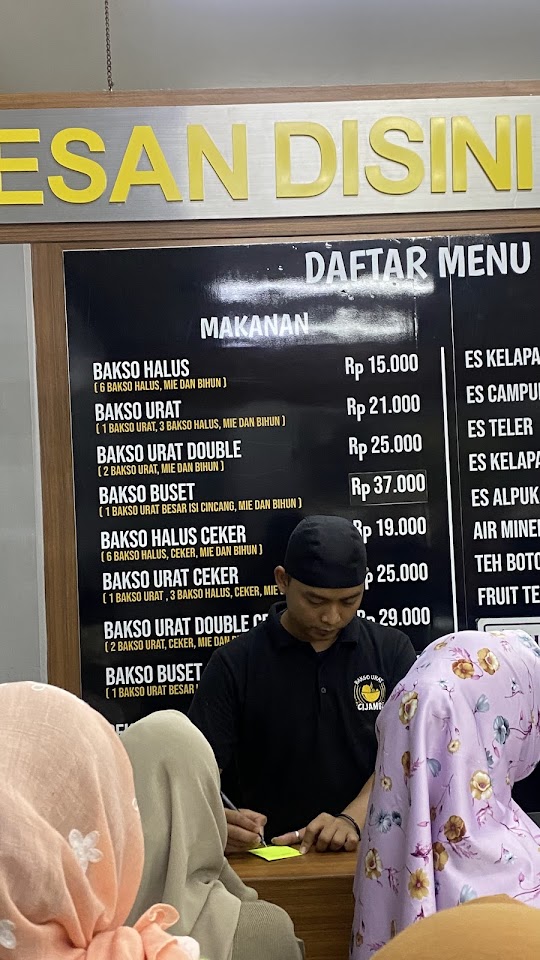 ESAN DISINI
DAFTAR MENU
MAKANAN
BAKSO HALUS Rp 15.000
( 6 BAKSO HALUS, MIE DAN BIHUN )
BAKSO URAT Rp 21.000
( 1 BAKSO URAT, 3 BAKSO HALUS, MIE DAN BIHUN )
BAKSO URAT DOUBLE Rp 25.000
( 2 BAKSO URAT, MIE DAN BIHUN )
BAKSO BUSET Rp 37.000
( 1 BAKSO URAT BESAR ISI CINCANG, MIE DAN BIHUN )
BAKSO HALUS CEKER Rp 19.000
( 6 BAKSO HALUS, CEKER, MIE DAN BIHUN )
BAKSO URAT CEKER Rp 25.000
( 1 BAKSO URAT , 3 BAKSO HALUS, CEKER, MIE
BAKSO URAT DOUBLE CE Rp 29.000
( 2 BAKSO URAT, CEKER, MIE DAN
BAKSO BUSET
( 1 BAKSO URAT BESAR
ES KELAPA
ES CAMPU
ES TELER
ES KELAPA
ES ALPUK
AIR MINE
TEH BOTO
FRUIT TE
BAKSO URAT